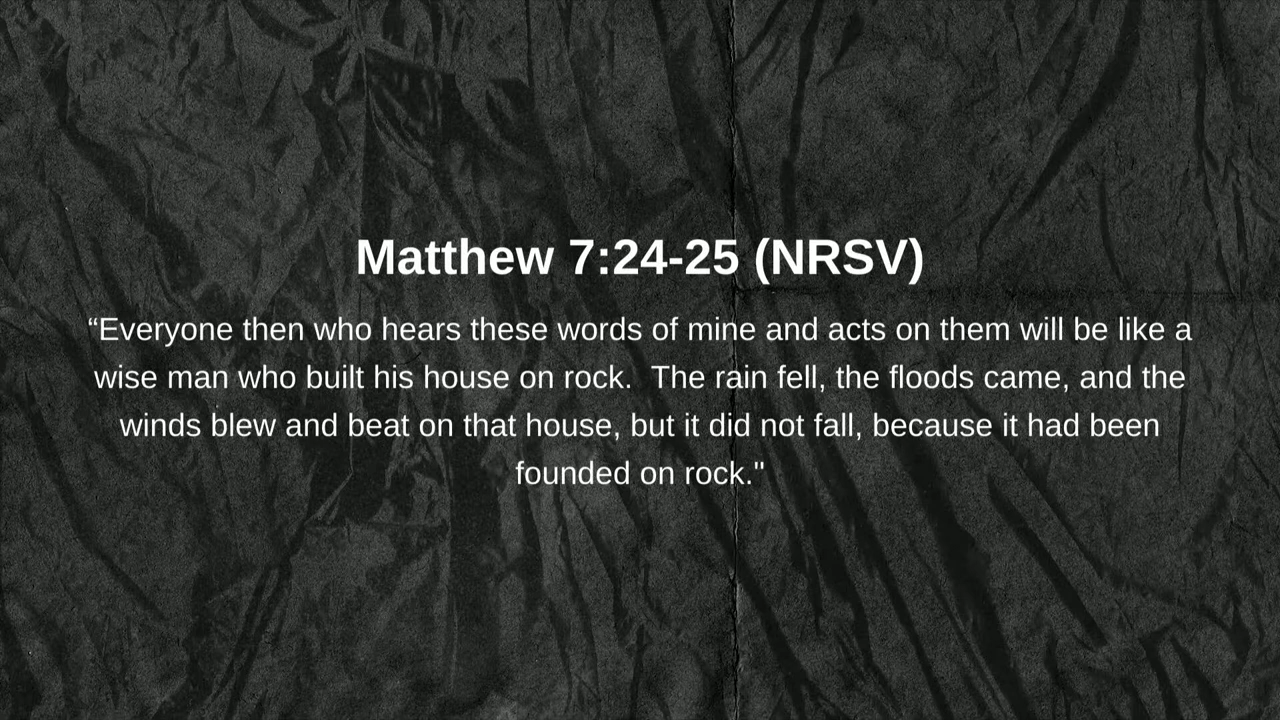 Matthew 7:24-25 (NRSV)
“Everyone then who hears these words of mine and acts on them will be like a
wise man who built his house on rock.  The rain fell, the floods came, and the
winds blew and beat on that house, but it did not fall, because it had been
founded on rock."